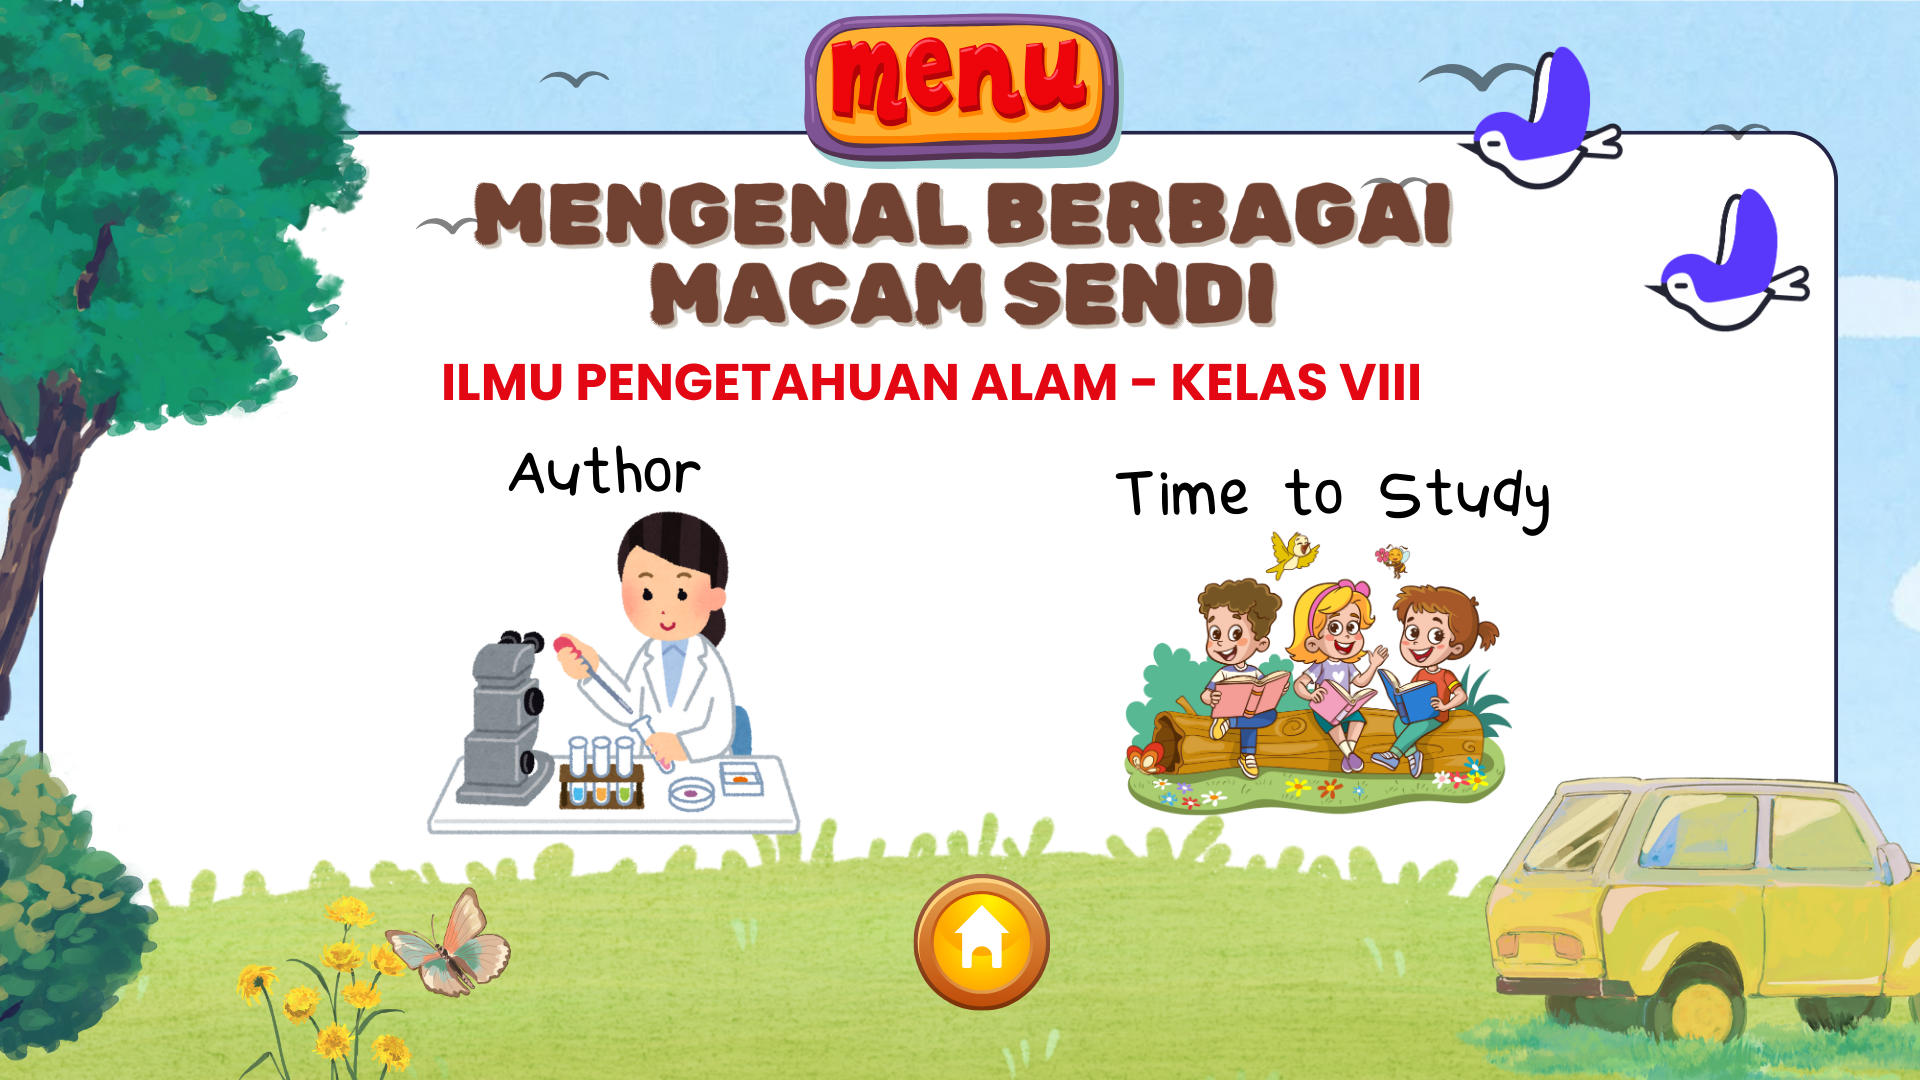 menu
MENGENAL BERBAGAI
MACAM SENDI
ILMU PENGETAHUAN ALAM - KELAS VIII
Author
Time to Study